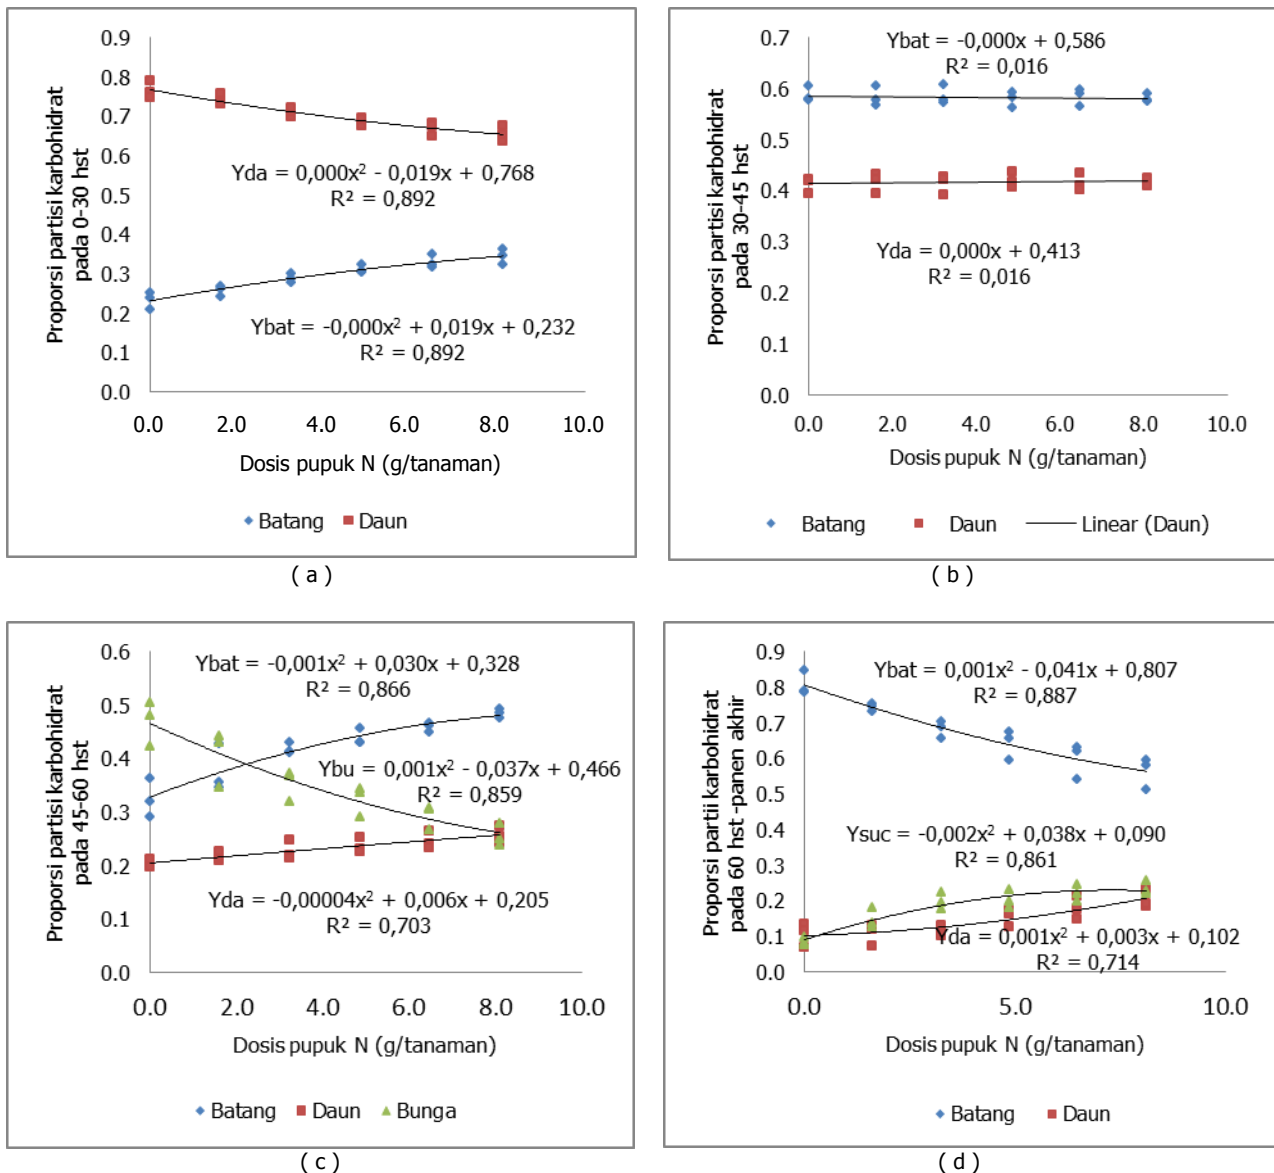 Proporsi partisi karbohidrat
pada 0-30 hst
0.9
0.8
0.7
0.6
0.5
0.4
0.3
0.2
0.1
0.0
Yda = 0,000x² - 0,019x + 0,768
R² = 0,892
Ybat = -0,000x² + 0,019x + 0,232
R² = 0,892
0.0 2.0 4.0 6.0 8.0 10.0
Dosis pupuk N (g/tanaman)
Batang Daun
( a )
Proporsi partisi karbohidrat
pada 30-45 hst
0.7
0.6
0.5
0.4
0.3
0.2
0.1
0.0
Ybat = -0,000x + 0,586
R² = 0,016
Yda = 0,000x + 0,413
R² = 0,016
0.0 2.0 4.0 6.0 8.0 10.0
Dosis pupuk N (g/tanaman)
Batang Daun Linear (Daun)
( b )
Proporsi partisi karbohidrat
pada 45-60 hst
0.6
0.5
0.4
0.3
0.2
0.1
0.0
Ybat = -0,001x² + 0,030x + 0,328
R² = 0,866
Ybu = 0,001x² - 0,037x + 0,466
R² = 0,859
Yda = -0,00004x² + 0,006x + 0,205
R² = 0,703
0.0 2.0 4.0 6.0 8.0 10.0
Dosis pupuk N (g/tanaman)
Batang Daun Bunga
( c )
Proporsi partii karbohidrat
pada 60 hst -panen akhir
0.9
0.8
0.7
0.6
0.5
0.4
0.3
0.2
0.1
0.0
Ybat = 0,001x² - 0,041x + 0,807
R² = 0,887
Ysuc = -0,002x² + 0,038x + 0,090
R² = 0,861
Yda = 0,001x² + 0,003x + 0,102
R² = 0,714
0.0 5.0 10.0
Dosis pupuk N (g/tanaman)
Batang Daun
( d )